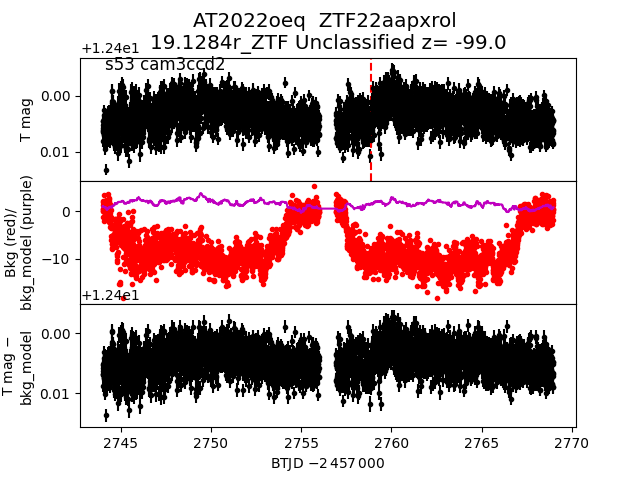 AT2022oeq  ZTF22aapxrol
19.1284r_ZTF Unclassified z= -99.0
+1.24e1
s53 cam3ccd2
0.00
0.01
T mag
0
−10
Bkg (red)/
bkg_model (purple)
+1.24e1
0.00
0.01
T mag −
bkg_model
2745 2750 2755 2760 2765 2770
BTJD −2 457 000